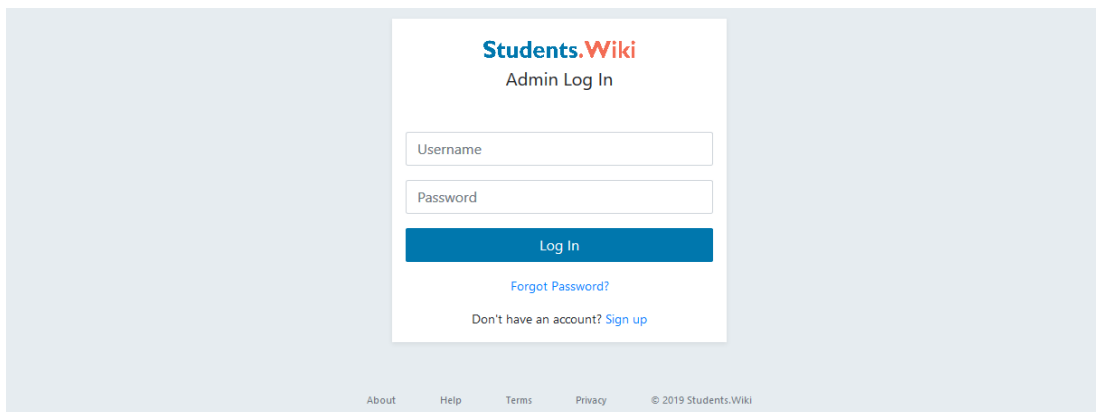 Students.Wiki
Admin Log In
Username
Password
Log In
Forgot Password?
Don't have an account? Sign up
About Help Terms Privacy © 2019 Students.Wiki